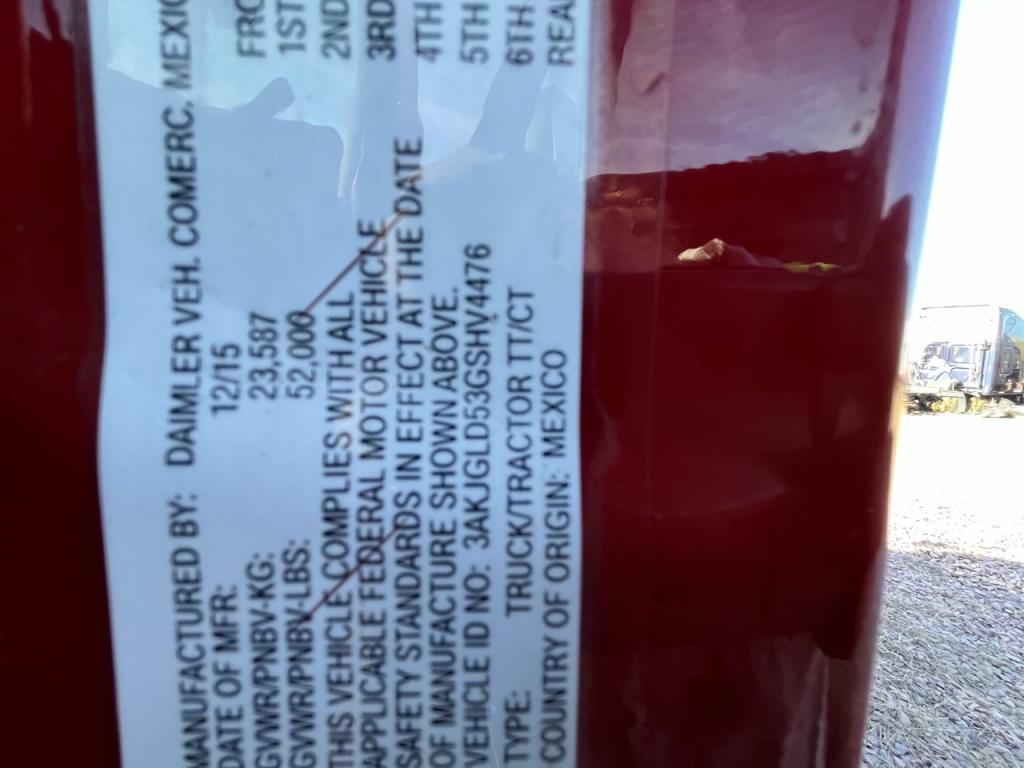 MANUFACTURED BY: DAIMLER VEH. COMERC. MEXIC
DATE OF MFR: 12/15 FRO
GVWR/PNBV-KG: 23,587 1ST
GVWR/PNBV-LBS: 52,000 2ND
THIS VEHICLE COMPLIES WITH ALL 3RD
APPLICABLE FEDERAL MOTOR VEHICLE 4TH
SAFETY STANDARDS IN EFFECT AT THE DATE 5TH
OF MANUFACTURE SHOWN ABOVE. 6TH
VEHICLE ID NO: 3AKJGLD53GSHV4476 REA
TYPE: TRUCK/TRACTOR TT/CT
COUNTRY OF ORIGIN: MEXICO